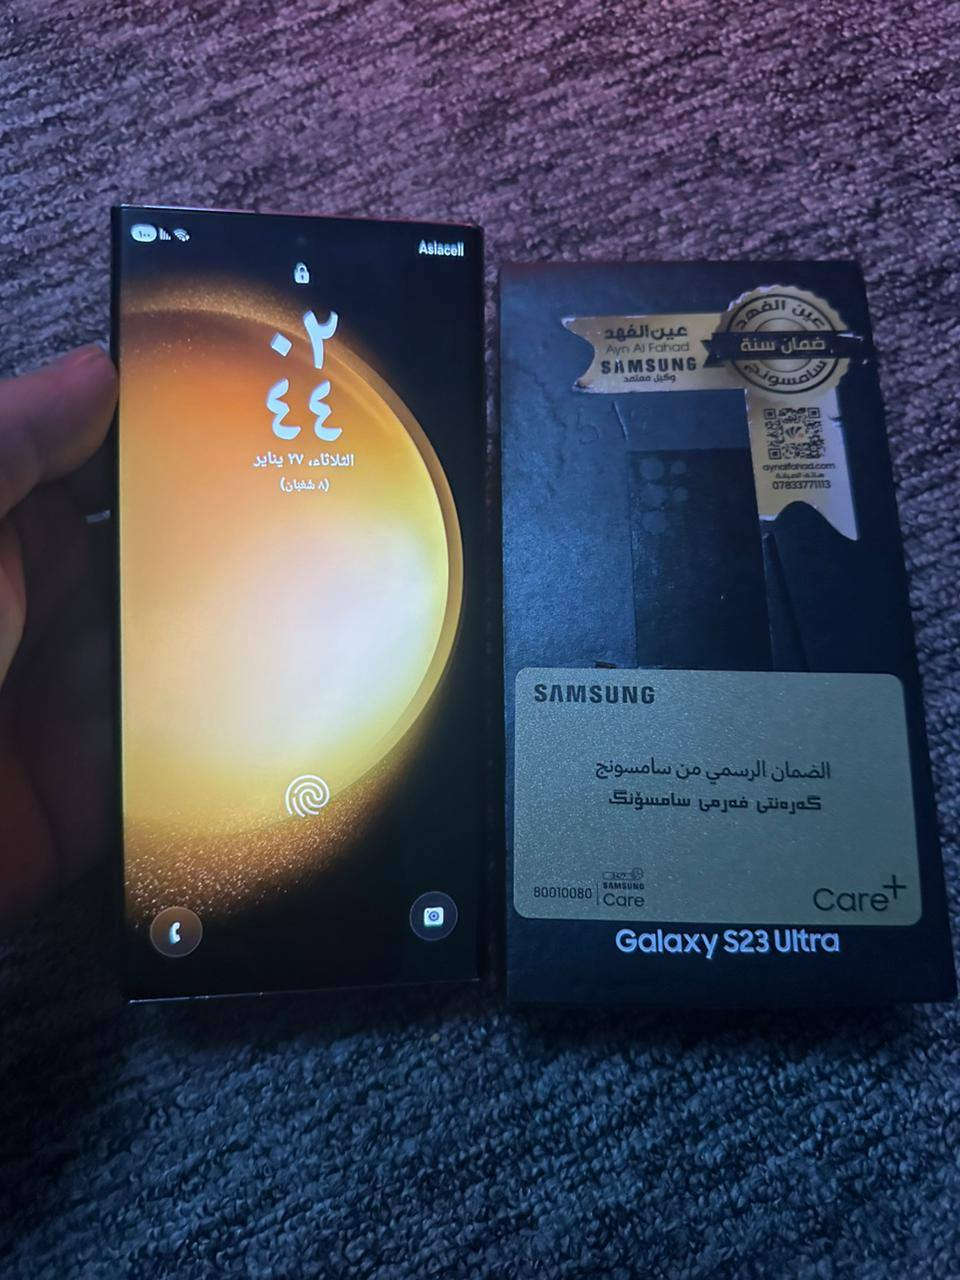 ١٠٠
Asiacell
٠٢
٤٤
الثلاثاء، ٢٧ يناير
(٨ شعبان)
عين الفهد
Ayn Al Fahad
SAMSUNG
وكيل معتمد
عين الفهد
ضمان سنة
سامسونج
aynalfahad.com
07833771113
SAMSUNG
الضمان الرسمي من سامسونج
گەرەنتی فەرمی سامسۆنگ
80010080
SAMSUNG
Care
Care+
Galaxy S23 Ultra